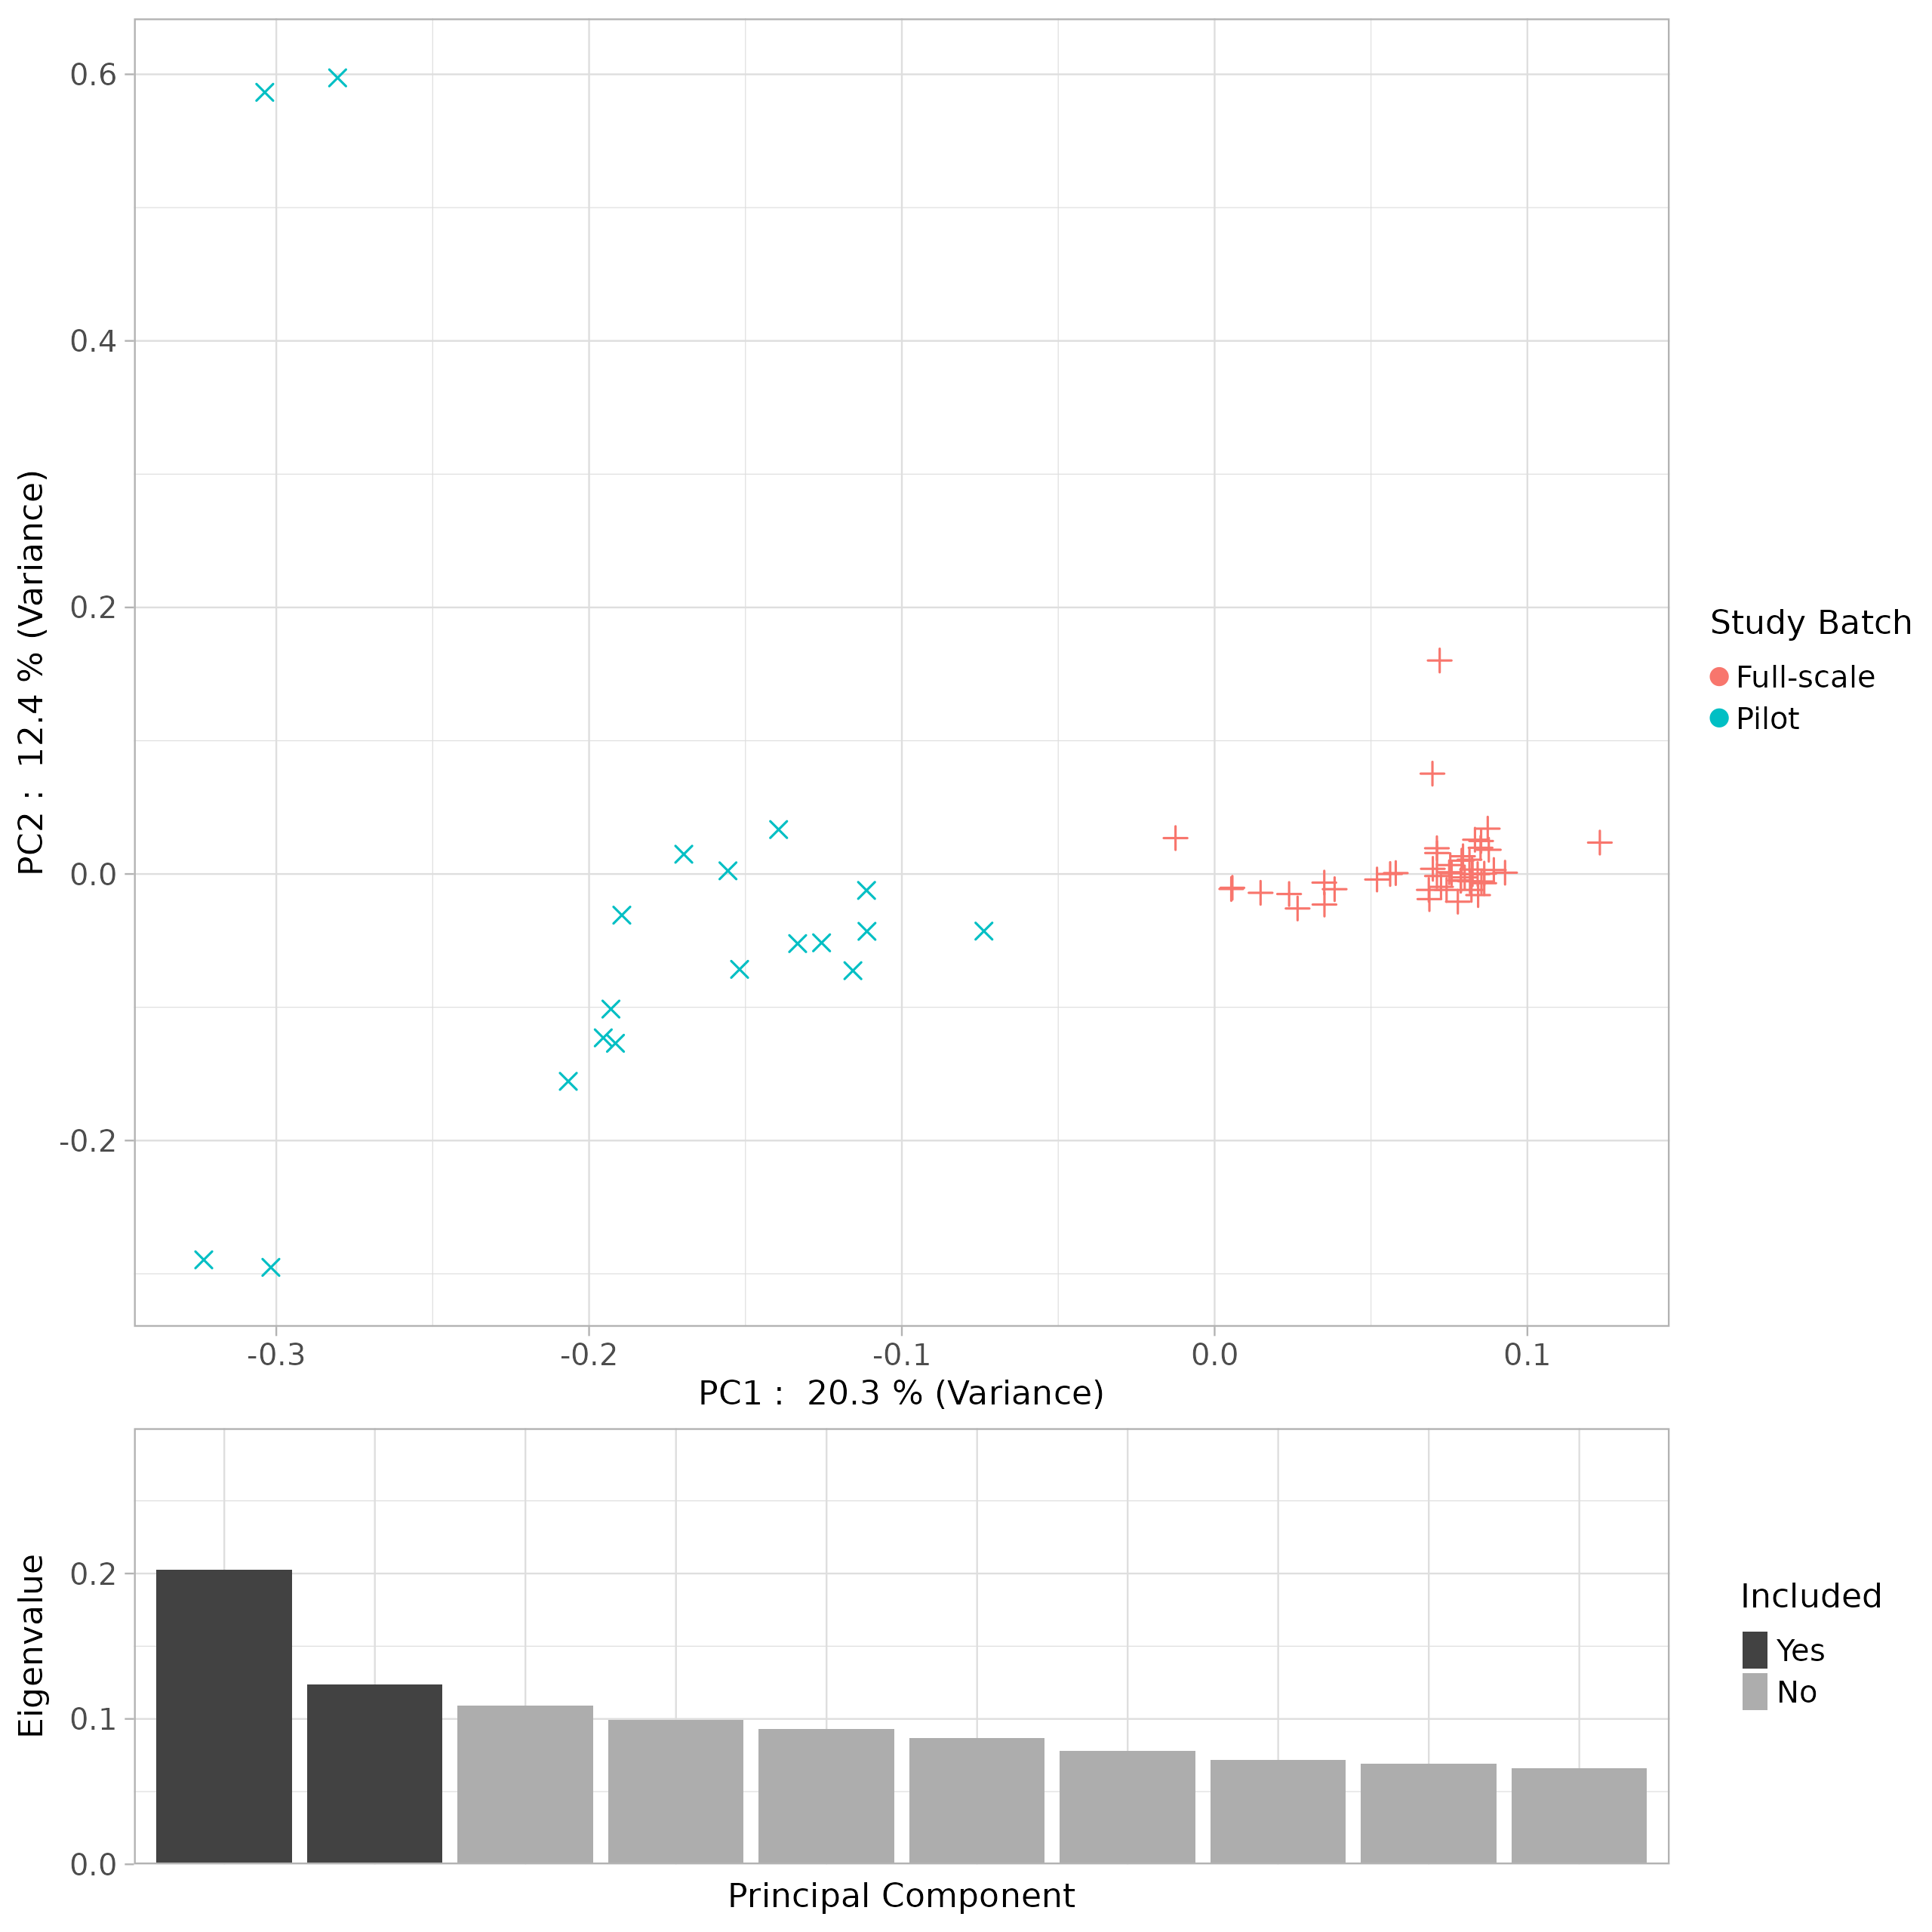 0.6
0.4
0.2
0.0
-0.2
PC2 : 12.4 % (Variance)
-0.3 -0.2 -0.1 0.0 0.1
PC1 : 20.3 % (Variance)
Study Batch
Full-scale
Pilot
0.2
0.1
0.0
Eigenvalue
Principal Component
Included
Yes
No